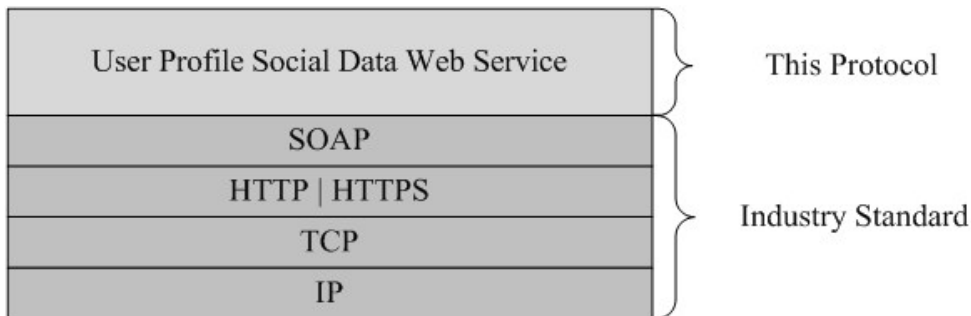 User Profile Social Data Web Service
This Protocol
SOAP
HTTP | HTTPS
TCP
IP
Industry Standard